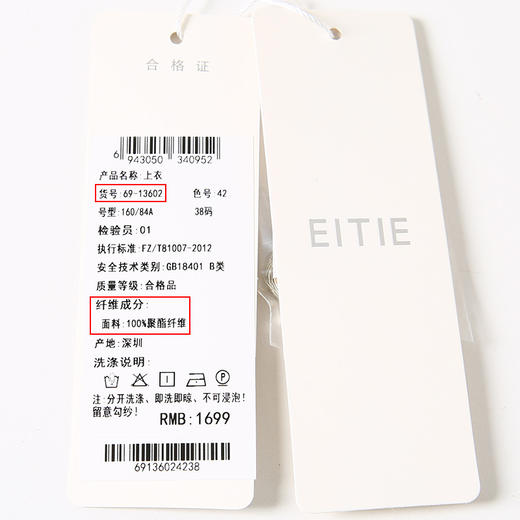 合格证
6 943050 340952
产品名称:上衣
货号:69-13602 色号:42
号型:160/84A 38码
检验员:01
执行标准:FZ/T81007-2012
安全技术类别:GB18401 B类
质量等级:合格品
纤维成分:
面料:100%聚酯纤维
产地:深圳
洗涤说明:
注:分开洗涤、即洗即晾、不可浸泡!
留意勾纱!
RMB:1699
69136024238
EITIE